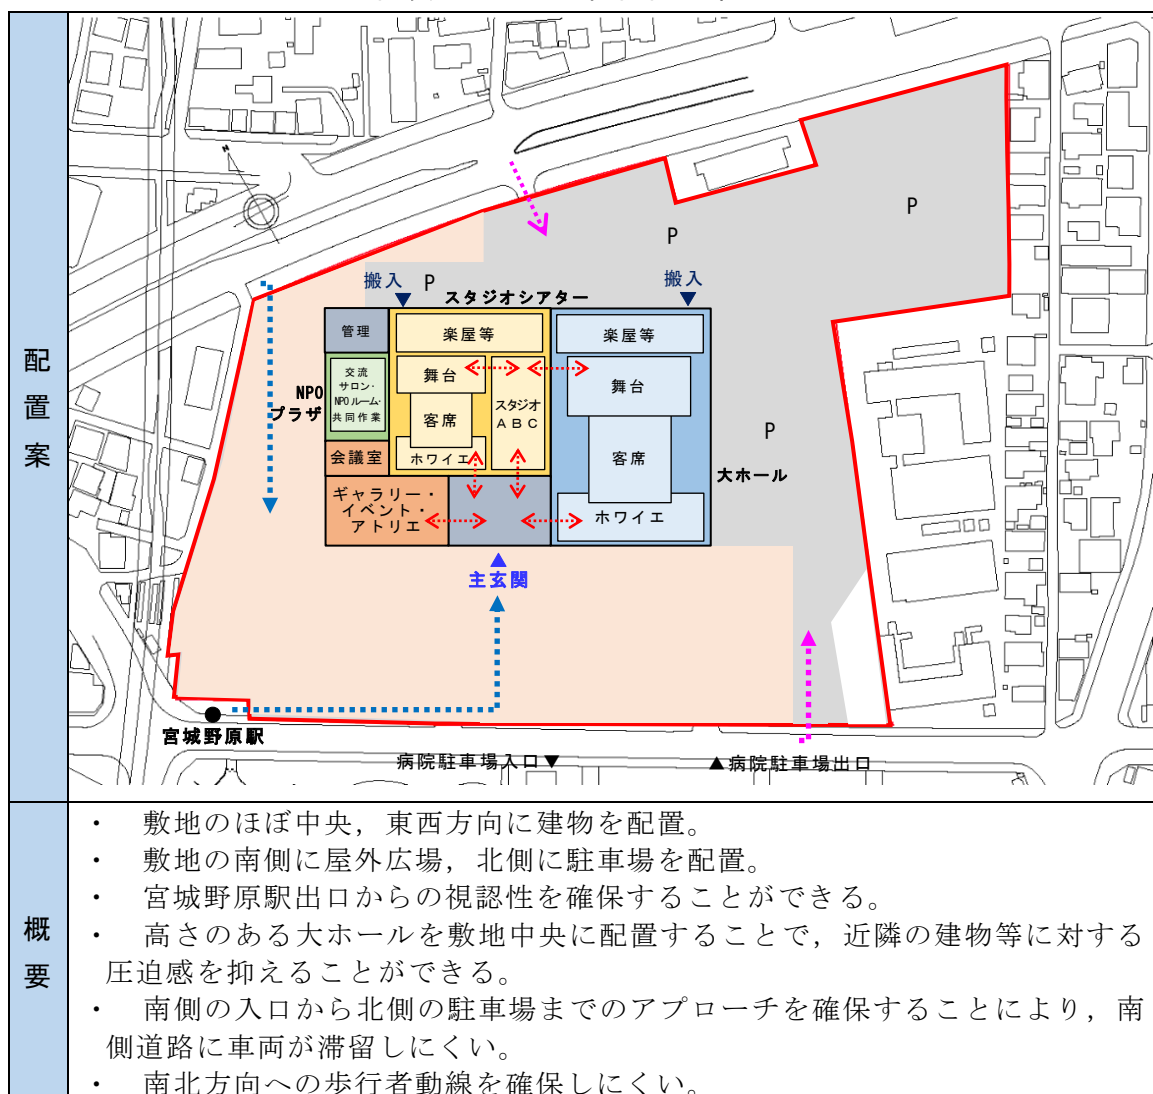 配
置
案
N
P
P
P
P
搬入
搬入
スタジオシアター
管理
楽屋等
楽屋等
交流
サロン・
NPOルーム・
共同作業
NPO
プラザ
舞台
舞台
スタジオ
ABC
客席
客席
会議室
ホワイエ
ホワイエ
大ホール
ギャラリー・
イベント・
アトリエ
主玄関
宮城野原駅
病院駐車場入口▼
▲病院駐車場出口
概
要
・ 敷地のほぼ中央，東西方向に建物を配置。
・ 敷地の南側に屋外広場，北側に駐車場を配置。
・ 宮城野原駅出口からの視認性を確保することができる。
・ 高さのある大ホールを敷地中央に配置することで，近隣の建物等に対する
圧迫感を抑えることができる。
・ 南側の入口から北側の駐車場までのアプローチを確保することにより，南
側道路に車両が滞留しにくい。
・ 南北方向への歩行者動線を確保しにくい。